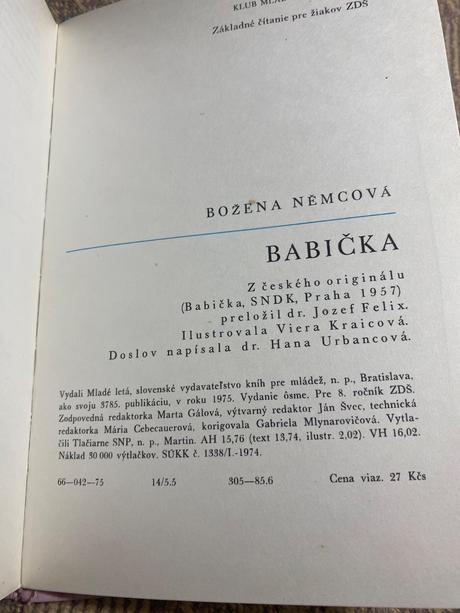 KLUB MLAD
Základné čítanie pre žiakov ZDŠ
BOŽENA NĚMCOVÁ
BABIČKA
Z českého originálu
(Babička, SNDK, Praha 1957)
preložil dr. Jozef Felix.
Ilustrovala Viera Kraicová.
Doslov napísala dr. Hana Urbancová.
Vydali Mladé letá, slovenské vydavateľstvo kníh pre mládež, n. p., Bratislava,
ako svoju 3785. publikáciu, v roku 1975. Vydanie ôsme. Pre 8. ročník ZDŠ.
Zodpovedná redaktorka Marta Gálová, výtvarný redaktor Ján Švec, technická
redaktorka Mária Cebecauerová, korigovala Gabriela Mlynarovičová. Vytla-
čili Tlačiarne SNP, n. p., Martin. AH 15,76 (text 13,74, ilustr. 2,02). VH 16,02.
Náklad 30 000 výtlačkov. SÚKK č. 1338/I.-1974.
66—042—75 14/5.5 305—85.6 Cena viaz. 27 Kčs